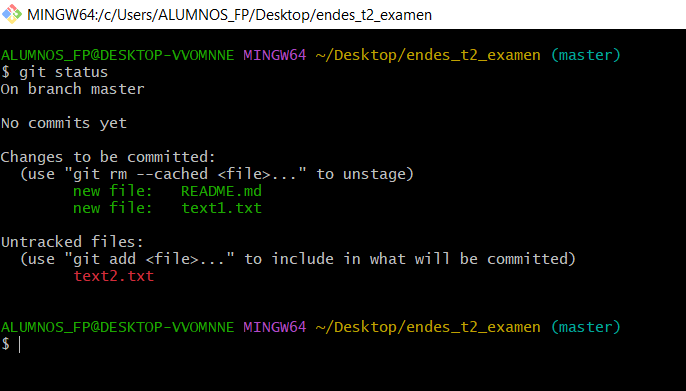 MINGW64:/c/Users/ALUMNOS_FP/Desktop/endes_t2_examen
ALUMNOS_FP@DESKTOP-VVOMNNE MINGW64 ~/Desktop/endes_t2_examen (master)
$ git status
On branch master
No commits yet
Changes to be committed:
  (use "git rm --cached <file>..." to unstage)
        new file:   README.md
        new file:   text1.txt
Untracked files:
  (use "git add <file>..." to include in what will be committed)
        text2.txt
ALUMNOS_FP@DESKTOP-VVOMNNE MINGW64 ~/Desktop/endes_t2_examen (master)
$